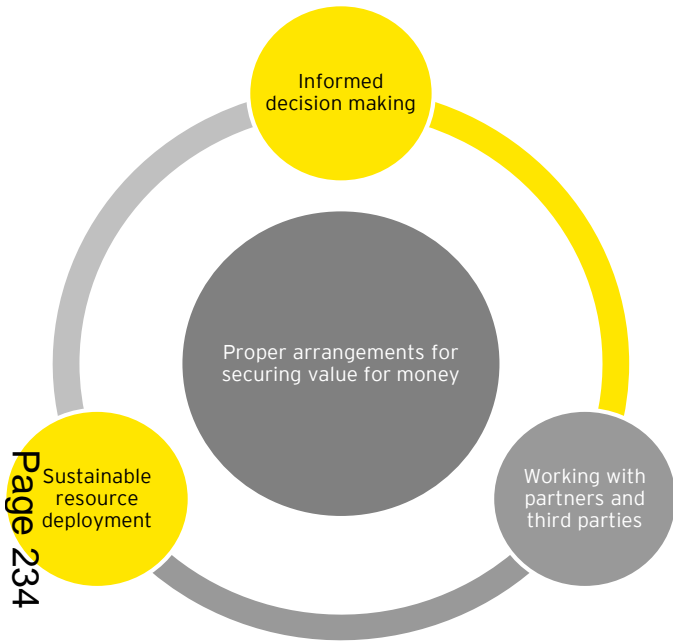 Informed
decision making
Proper arrangements for
securing value for money
Sustainable
resource
deployment
Working with
partners and
third parties
Page 234